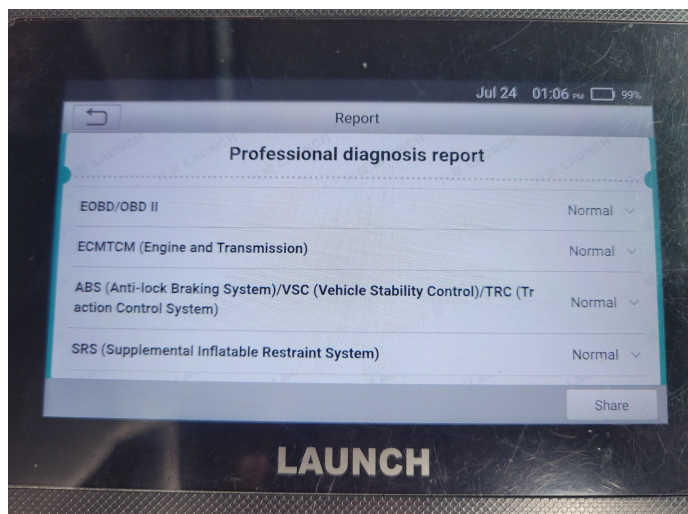 Jul 24 01:06 PM 99%
Report
Professional diagnosis report
EOBD/OBD II Normal
ECMTCM (Engine and Transmission) Normal
ABS (Anti-lock Braking System)/VSC (Vehicle Stability Control)/TRC (Tr
action Control System) Normal
SRS (Supplemental Inflatable Restraint System) Normal
Share
LAUNCH